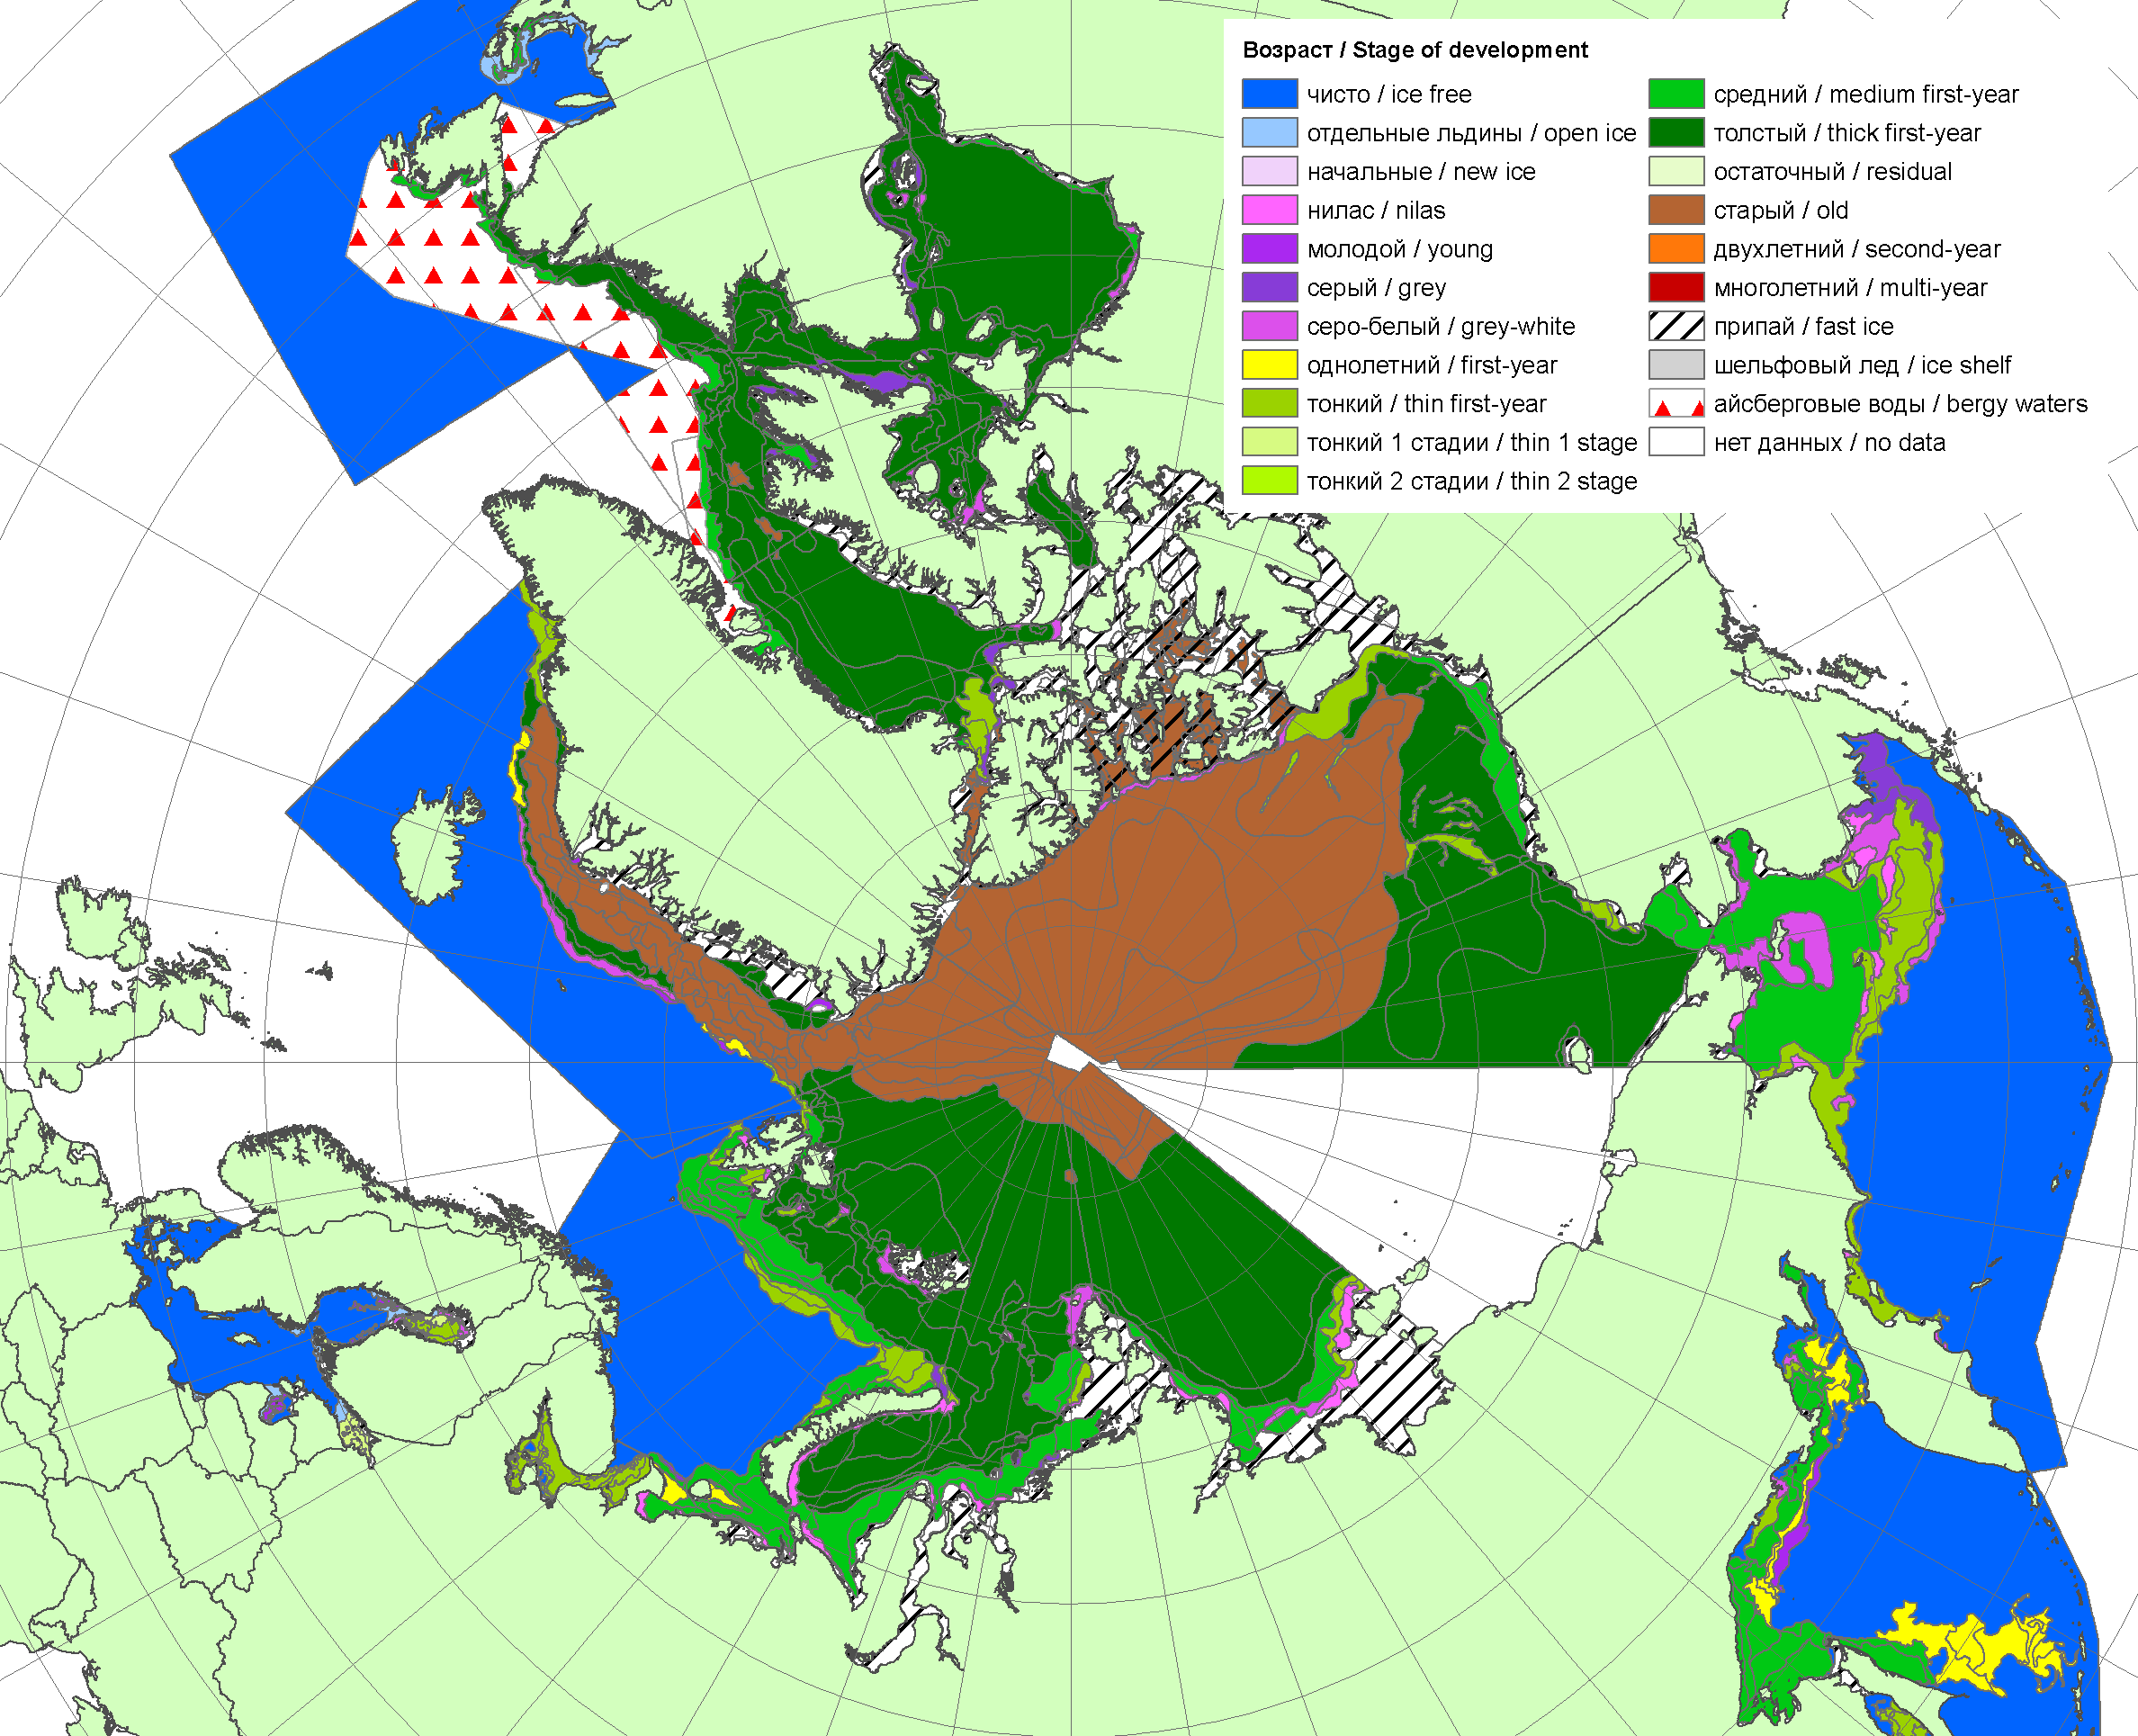 Возраст / Stage of development
чисто / ice free
отдельные льдины / open ice
начальные / new ice
нилас / nilas
молодой / young
серый / grey
серо-белый / grey-white
однолетний / first-year
тонкий / thin first-year
тонкий 1 стадии / thin 1 stage
тонкий 2 стадии / thin 2 stage
средний / medium first-year
толстый / thick first-year
остаточный / residual
старый / old
двухлетний / second-year
многолетний / multi-year
припай / fast ice
шельфовый лед / ice shelf
айсберговые воды / bergy waters
нет данных / no data